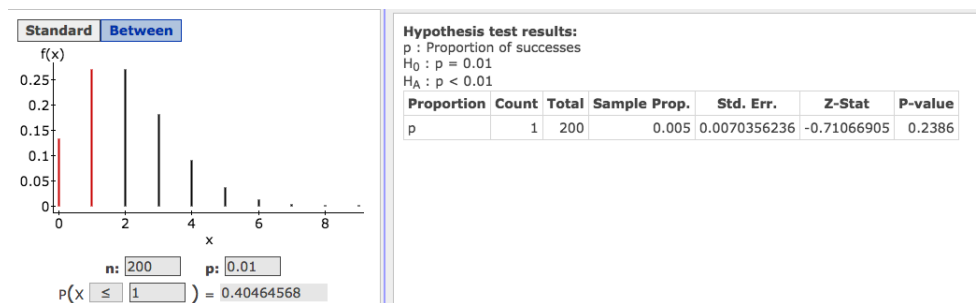 Standard Between
f(x)
0.25
0.2
0.15
0.1
0.05
0
0 2 4 6 8
x
n: 200 p: 0.01
P(X ≤ 1 ) = 0.40464568
Hypothesis test results:
p : Proportion of successes
H₀ : p = 0.01
Hᴀ : p < 0.01
Proportion Count Total Sample Prop. Std. Err. Z-Stat P-value
p 1 200 0.005 0.0070356236 -0.71066905 0.2386